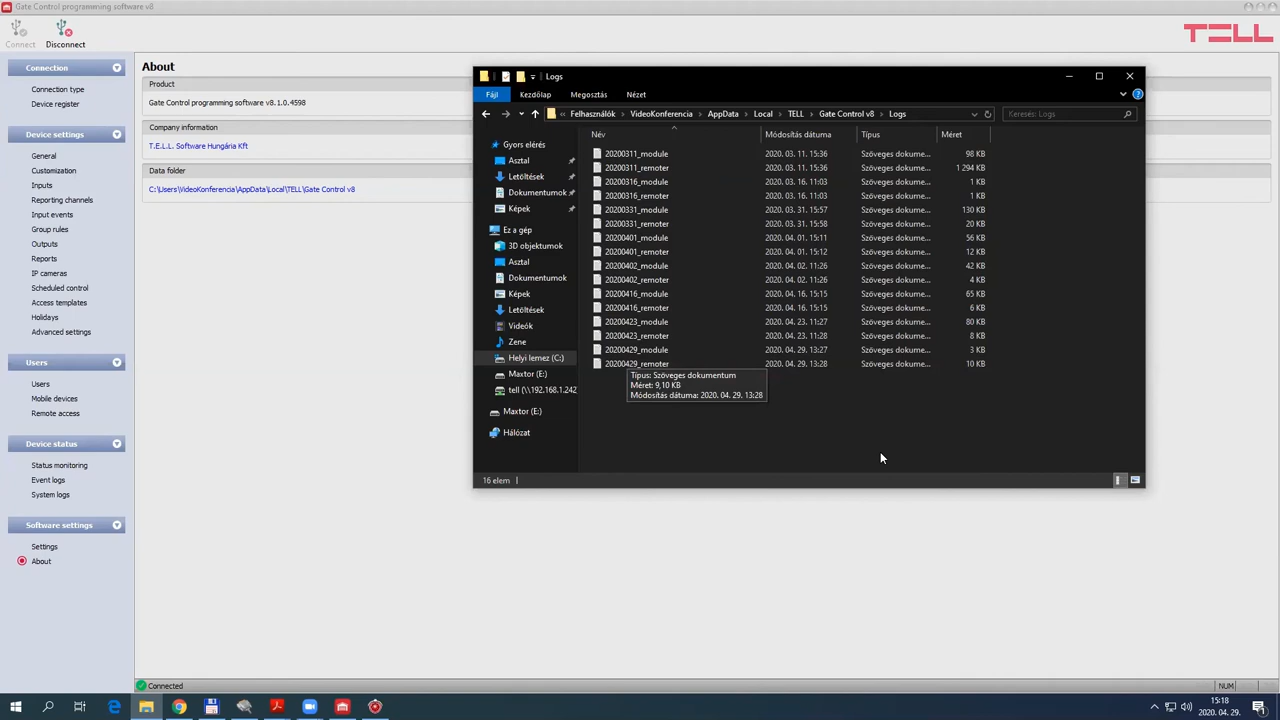 Gate Control programming software v8
Connect
Disconnect
TELL
Connection
Connection type
Device register
Device settings
General
Customization
Inputs
Reporting channels
Input events
Group rules
Outputs
Reports
IP cameras
Scheduled control
Access templates
Holidays
Advanced settings
Users
Users
Mobile devices
Remote access
Device status
Status monitoring
Event logs
System logs
Software settings
Settings
About
About
Product
Gate Control programming software v8.1.0.4598
Company information
T.E.L.L. Software Hungária Kft
Data folder
C:\Users\VideoKonferencia\AppData\Local\TELL\Gate Control v8
Logs
Fájl Kezdőlap Megosztás Nézet
Felhasználók > VideoKonferencia > AppData > Local > TELL > Gate Control v8 > Logs
Keresés: Logs
Gyors elérés
Asztal
Letöltések
Dokumentumok
Képek
Ez a gép
3D objektumok
Asztal
Dokumentumok
Képek
Letöltések
Videók
Zene
Helyi lemez (C:)
Maxtor (E:)
tell (\\192.168.1.242
Maxtor (E:)
Hálózat
Név Módosítás dátuma Típus Méret
20200311_module 2020. 03. 11. 15:36 Szöveges dokume... 98 KB
20200311_remoter 2020. 03. 11. 15:36 Szöveges dokume... 1 294 KB
20200316_module 2020. 03. 16. 11:03 Szöveges dokume... 1 KB
20200316_remoter 2020. 03. 16. 11:03 Szöveges dokume... 1 KB
20200331_module 2020. 03. 31. 15:57 Szöveges dokume... 130 KB
20200331_remoter 2020. 03. 31. 15:58 Szöveges dokume... 20 KB
20200401_module 2020. 04. 01. 15:11 Szöveges dokume... 56 KB
20200401_remoter 2020. 04. 01. 15:12 Szöveges dokume... 12 KB
20200402_module 2020. 04. 02. 11:26 Szöveges dokume... 42 KB
20200402_remoter 2020. 04. 02. 11:26 Szöveges dokume... 4 KB
20200416_module 2020. 04. 16. 15:15 Szöveges dokume... 65 KB
20200416_remoter 2020. 04. 16. 15:15 Szöveges dokume... 6 KB
20200423_module 2020. 04. 23. 11:27 Szöveges dokume... 80 KB
20200423_remoter 2020. 04. 23. 11:28 Szöveges dokume... 8 KB
20200429_module 2020. 04. 29. 13:27 Szöveges dokume... 3 KB
20200429_remoter 2020. 04. 29. 13:28 Szöveges dokume... 10 KB
Típus: Szöveges dokumentum
Méret: 9,10 KB
Módosítás dátuma: 2020. 04. 29. 13:28
16 elem
Connected
NUM
15:18
2020. 04. 29.